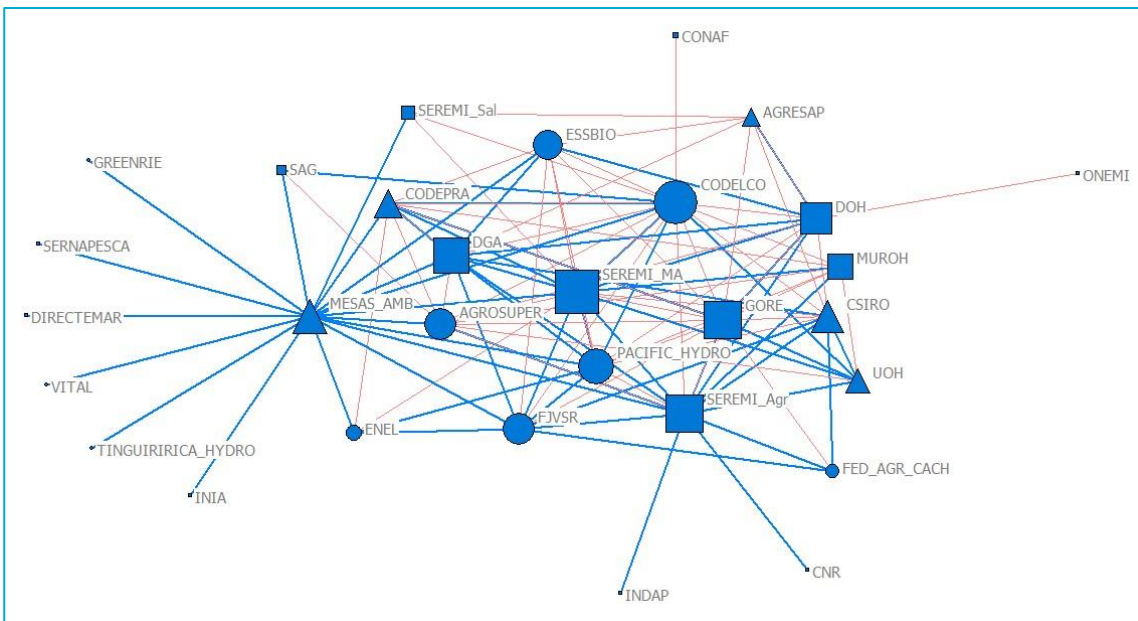 CONAF
SEREMI_Sal
AGRESAP
ESSBIO
GREENRIE
SAG
ONEMI
CODEPRA
CODELCO
DOH
SERNAPESCA
DGA
MUROH
SEREMI_MA
MESAS_AMB
AGROSUPER
GORE
CSIRO
DIRECTEMAR
PACIFIC_HYDRO
UOH
VITAL
SEREMI_Agr
FJVSR
ENEL
TINGUIRIRICA_HYDRO
FED_AGR_CACH
INIA
CNR
INDAP